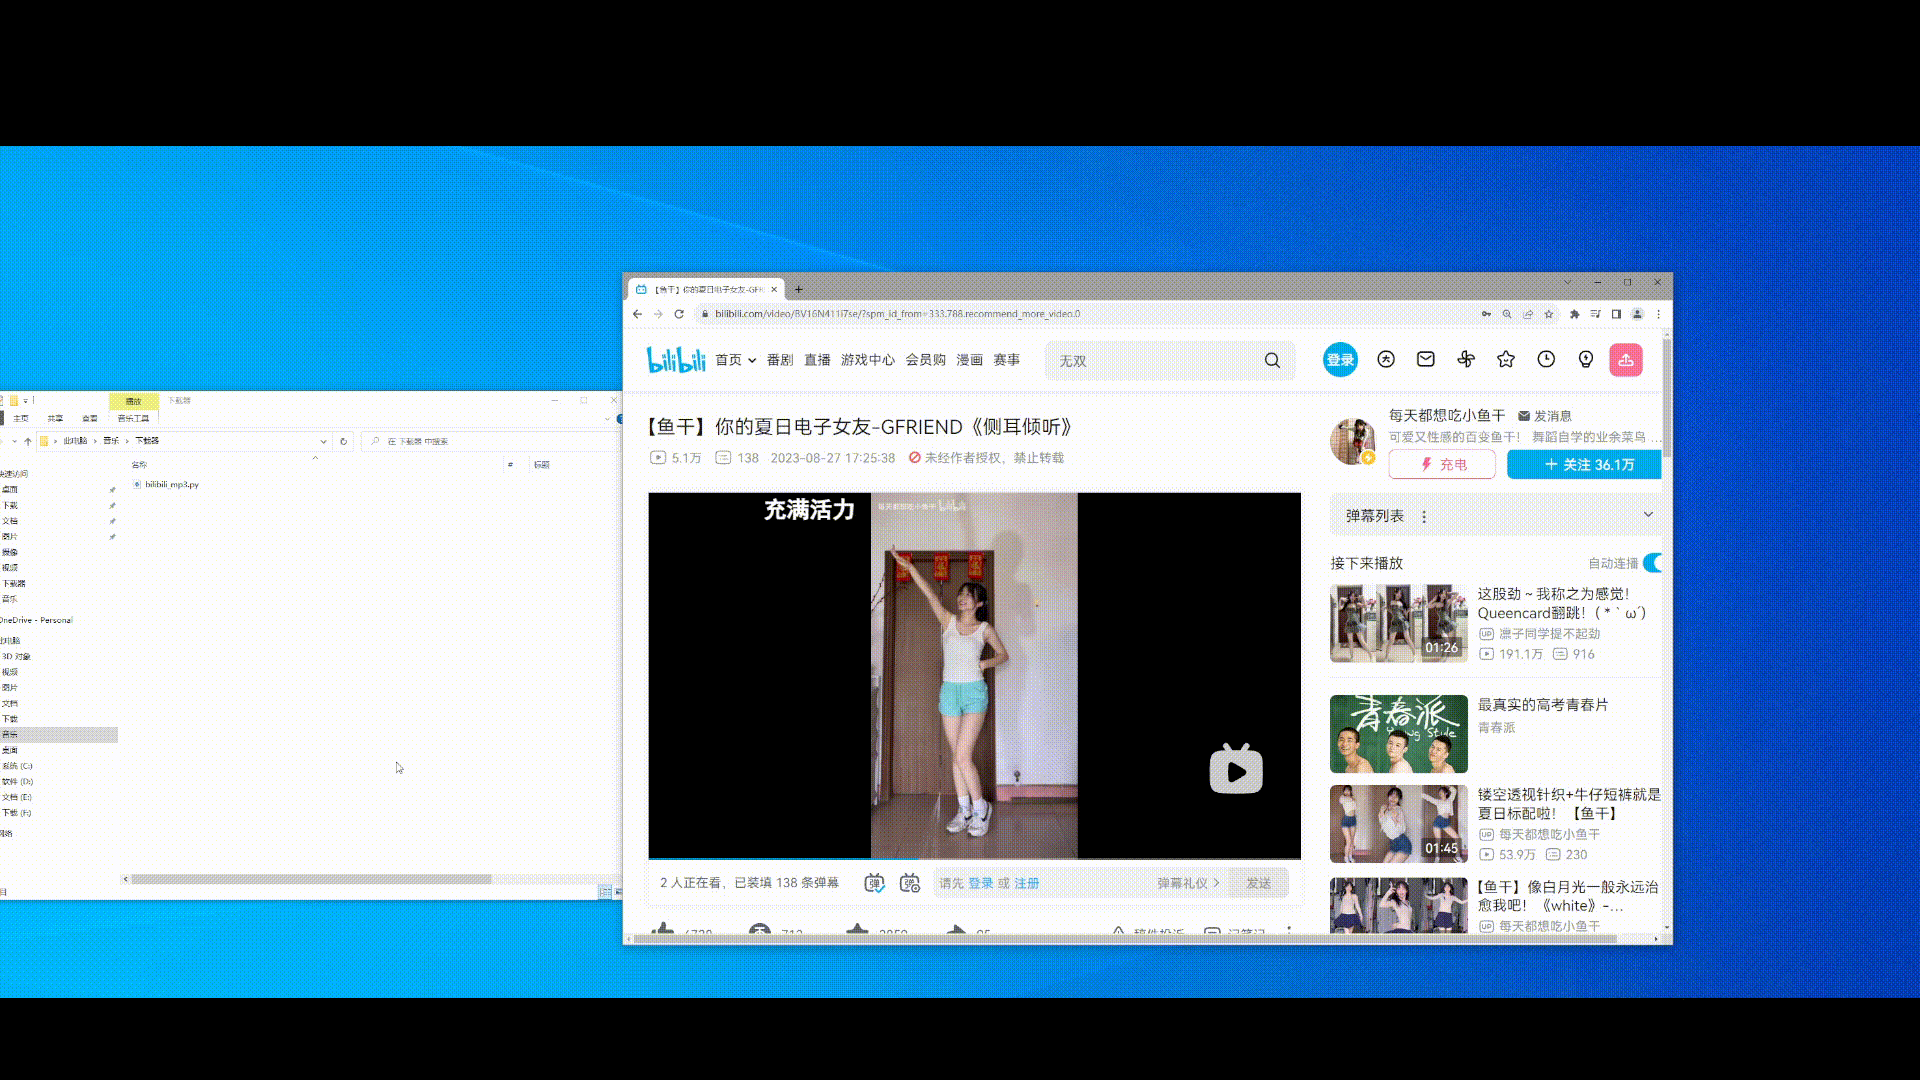 播放
下载器
主页
共享
查看
音乐工具
此电脑 › 音乐 › 下载器
在 下载器 中搜索
名称
#
标题
bilibili_mp3.py
快速访问
桌面
下载
文档
图片
摄像
视频
下载器
音乐
OneDrive - Personal
此电脑
3D 对象
视频
图片
文档
下载
音乐
桌面
系统 (C:)
软件 (D:)
文档 (E:)
下载 (F:)
网络
【鱼干】你的夏日电子女友-GFRI
bilibili.com/video/BV16N411i7se/?spm_id_from=333.788.recommend_more_video.0
bilibili
首页
番剧
直播
游戏中心
会员购
漫画
赛事
无双
登录
【鱼干】你的夏日电子女友-GFRIEND《侧耳倾听》
5.1万 138 2023-08-27 17:25:38 未经作者授权，禁止转载
充满活力
每天都想吃小鱼干 bilibili
2 人正在看，已装填 138 条弹幕
请先 登录 或 注册
弹幕礼仪 >
发送
稿件投诉
记笔记
每天都想吃小鱼干 发消息
可爱又性感的百变鱼干！ 舞蹈自学的业余菜鸟 ...
充电
+ 关注 36.1万
弹幕列表
接下来播放
自动连播
01:26
这股劲～我称之为感觉！
Queencard翻跳！( * ` ω´)
UP 凛子同学提不起劲
191.1万 916
青春派
Young Style
最真实的高考青春片
青春派
01:45
镂空透视针织+牛仔短裤就是
夏日标配啦！【鱼干】
UP 每天都想吃小鱼干
53.9万 230
【鱼干】像白月光一般永远治
愈我吧！《white》-...
UP 每天都想吃小鱼干